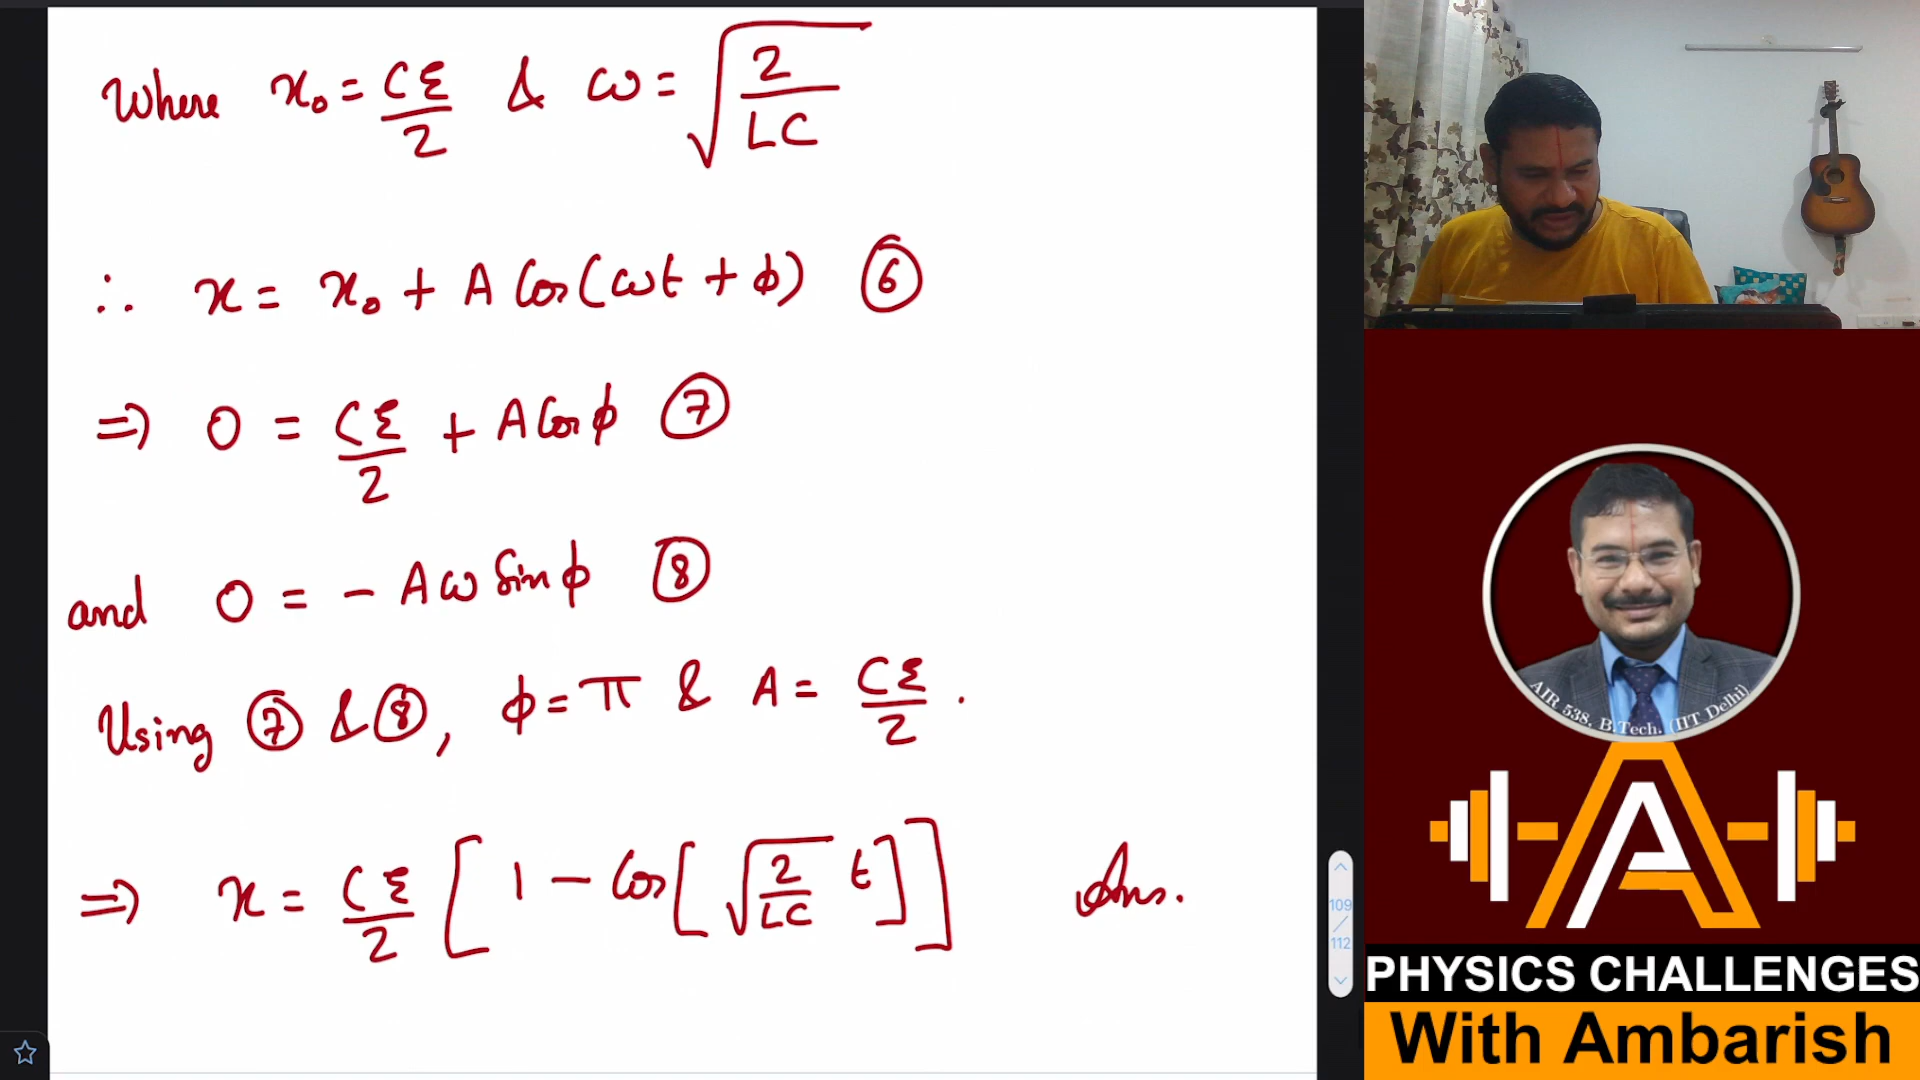 Where x₀ = Cε/2 & ω = √(2/LC)
∴ x = x₀ + A Cos(ωt + ϕ) ⑥
⇒ 0 = Cε/2 + A Cos ϕ ⑦
and 0 = - Aω Sin ϕ ⑧
Using ⑦ & ⑧, ϕ = π & A = Cε/2 .
⇒ x = Cε/2 [ 1 - Cos[ √(2/LC) t ] ] Ans.
109
/
112
AIR 538, B.Tech. (IIT Delhi)
A
PHYSICS CHALLENGES
With Ambarish